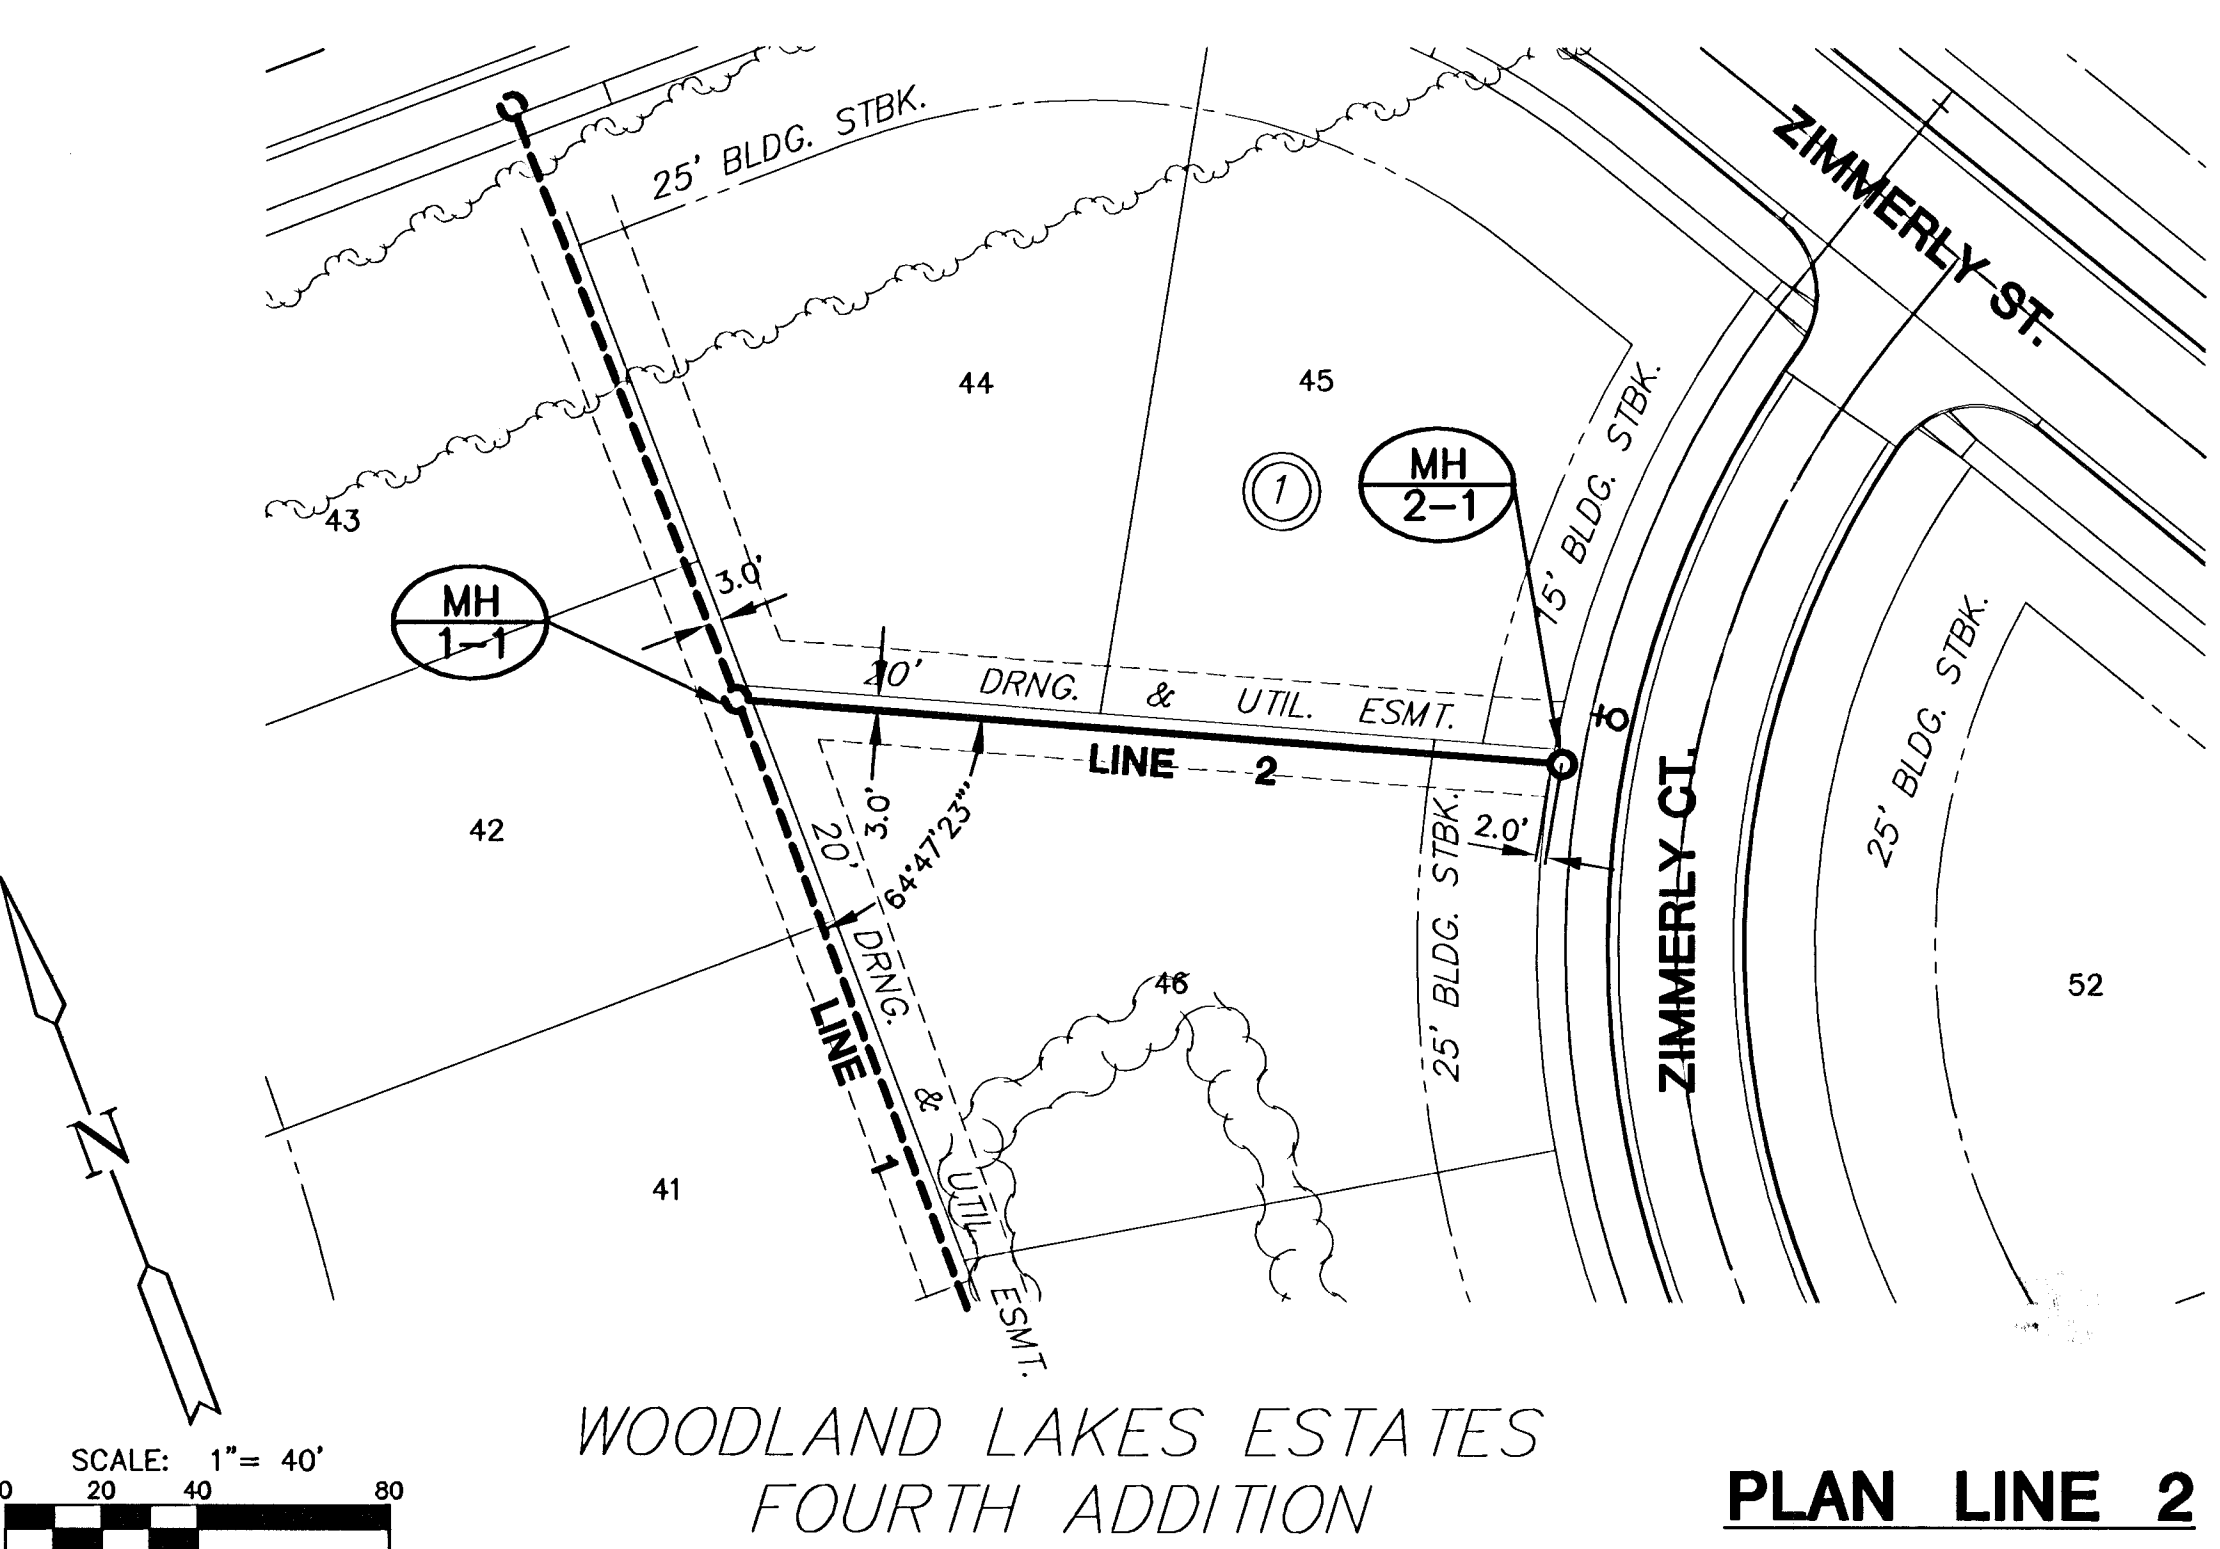 25' BLDG. STBK.
ZIMMERLY ST.
44
45
15' BLDG. STBK.
MH
2-1
1
43
3.0'
MH
1-1
20' DRNG. & UTIL. ESMT.
LINE 2
25' BLDG. STBK.
3.0'
64°47'23"
2.0'
25' BLDG. STBK.
ZIMMERLY CT.
42
20' DRNG. & UTIL ESMT.
LINE 1
46
52
41
N
WOODLAND LAKES ESTATES
FOURTH ADDITION
SCALE: 1"= 40'
0 20 40 80
PLAN LINE 2